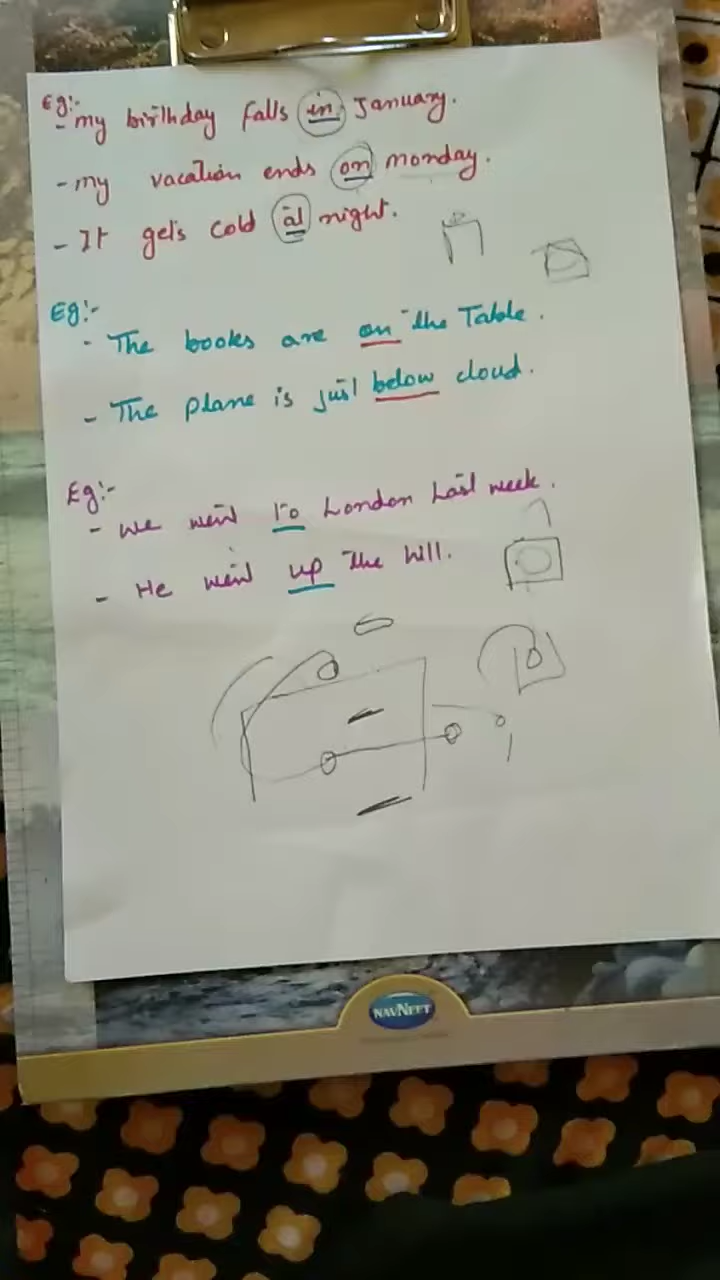 Eg:-
- my birthday falls in January.
- my vacation ends on monday.
- It gets cold at night.
Eg:-
- The books are on the Table.
- The plane is just below cloud.
Eg:-
- we went to London Last week.
- He went up the hill.
NAVNEET